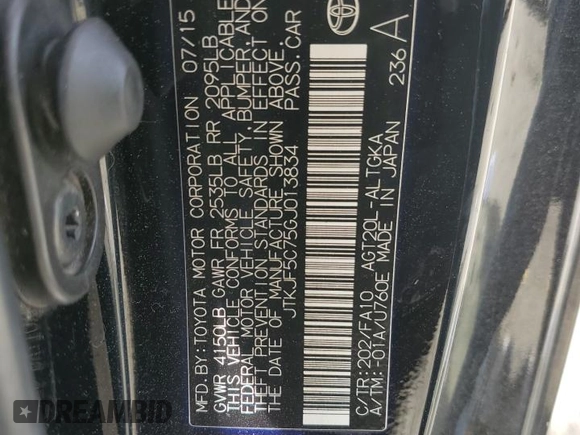 MFD. BY: TOYOTA MOTOR CORPORATION 07/15
GVWR 4150LB GAWR FR 2535LB RR 2095LB
THIS VEHICLE CONFORMS TO ALL APPLICABLE
FEDERAL MOTOR VEHICLE SAFETY, BUMPER, AND
THEFT PREVENTION STANDARDS IN EFFECT ON
THE DATE OF MANUFACTURE SHOWN ABOVE.
JTKJF5C75GJ013834 PASS. CAR
C/TR:202/FA10 AGT20L-ALTGKA 236 A
A/TM:-F01A/U760E MADE IN JAPAN
DREAMBID